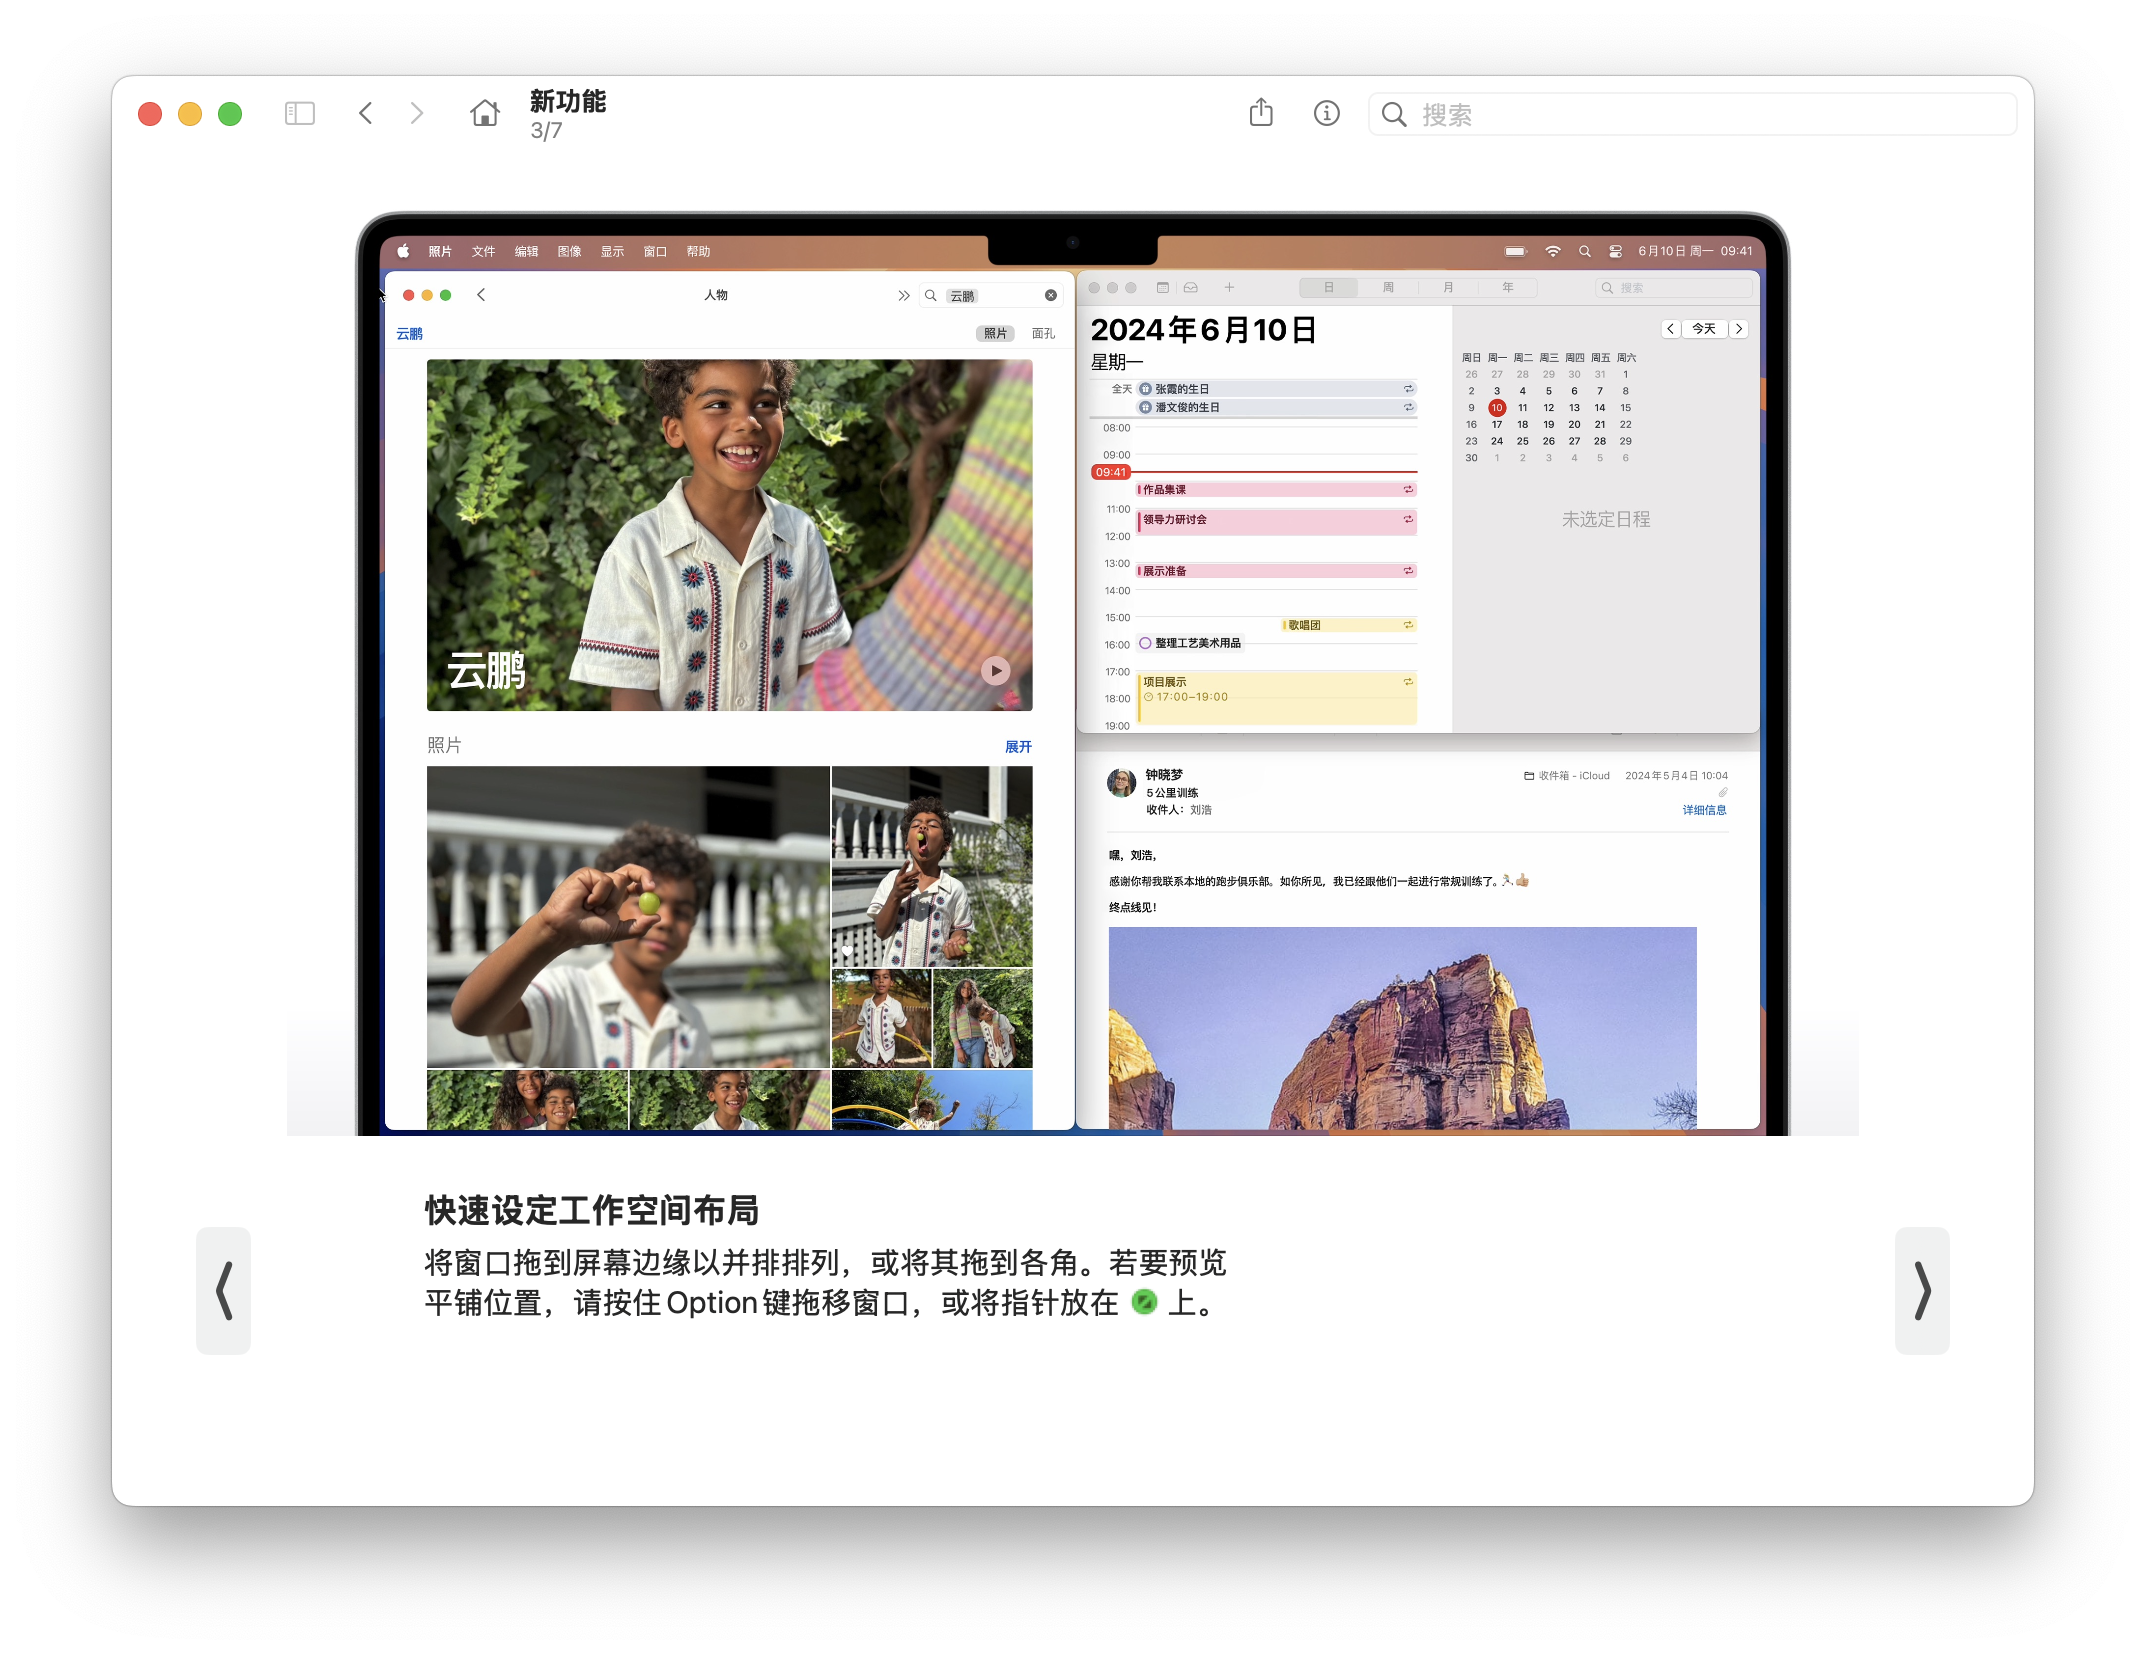 新功能
3/7
搜索
照片 文件 编辑 图像 显示 窗口 帮助
6月10日 周一 09:41
人物
云鹏
云鹏
照片 面孔
云鹏
照片
展开
日 周 月 年
搜索
2024年6月10日
星期一
全天
张霞的生日
潘文俊的生日
08:00
09:00
09:41
作品集课
11:00
领导力研讨会
12:00
13:00
展示准备
14:00
15:00
歌唱团
16:00
整理工艺美术用品
17:00
项目展示
17:00–19:00
18:00
19:00
今天
周日 周一 周二 周三 周四 周五 周六
26 27 28 29 30 31 1
2 3 4 5 6 7 8
9 10 11 12 13 14 15
16 17 18 19 20 21 22
23 24 25 26 27 28 29
30 1 2 3 4 5 6
未选定日程
钟晓梦
5公里训练
收件人：刘浩
收件箱 - iCloud
2024年5月4日 10:04
详细信息
嘿，刘浩，
感谢你帮我联系本地的跑步俱乐部。如你所见，我已经跟他们一起进行常规训练了。🏃👍
终点线见！
快速设定工作空间布局
将窗口拖到屏幕边缘以并排排列，或将其拖到各角。若要预览
平铺位置，请按住 Option 键拖移窗口，或将指针放在 上。